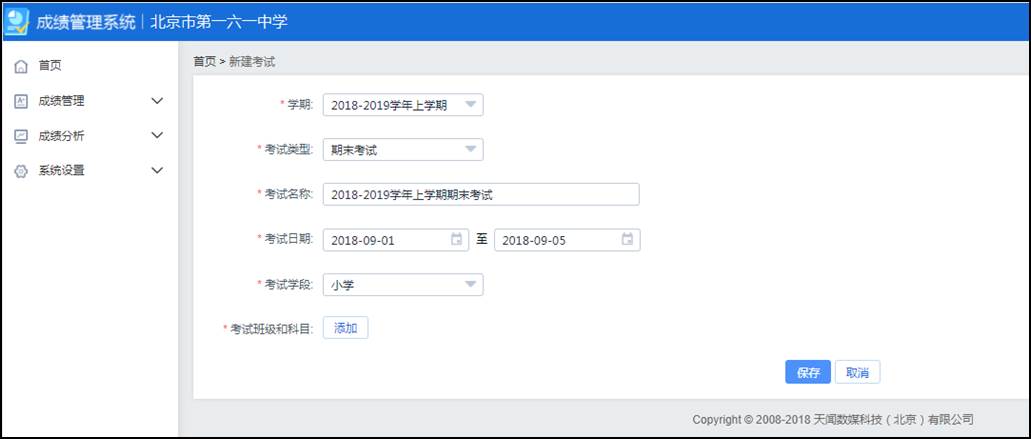 成绩管理系统 | 北京市第一六一中学
首页
成绩管理
成绩分析
系统设置
首页 > 新建考试
* 学期: 2018-2019学年上学期
* 考试类型: 期末考试
* 考试名称: 2018-2019学年上学期期末考试
* 考试日期: 2018-09-01 至 2018-09-05
* 考试学段: 小学
* 考试班级和科目: 添加
保存 取消
Copyright © 2008-2018 天闻数媒科技（北京）有限公司